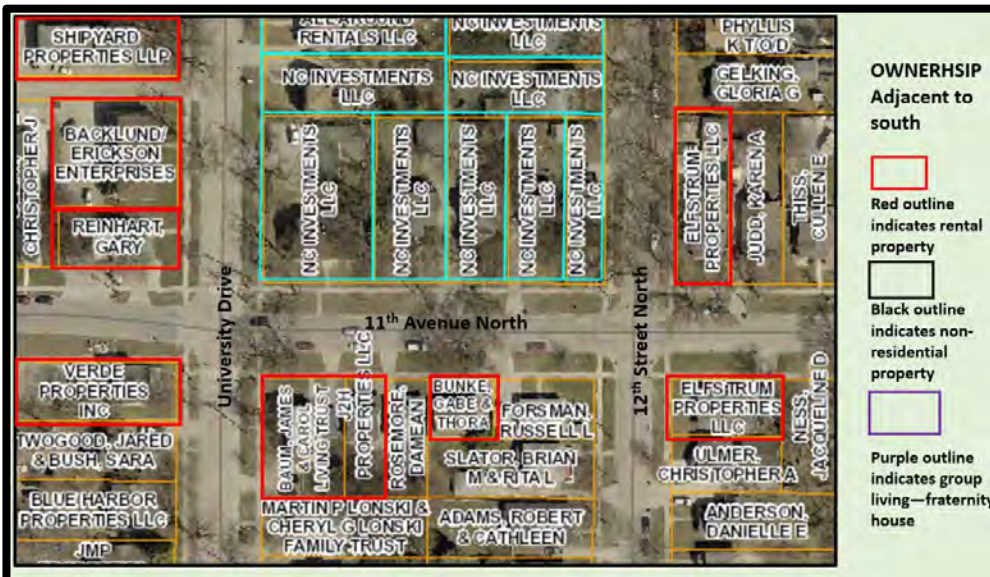 SHIPYARD
PROPERTIES LLP
CHRISTOPHER J
BACKLUND/
ERICKSON
ENTERPRISES
REINHART,
GARY
ALL AROUND
RENTALS LLC
NC INVESTMENTS
LLC
NC INVESTMENTS
LLC
NC INVESTMENTS
LLC
NC INVESTMENTS
LLC
NC INVESTMENTS
LLC
NC INVESTMENTS
LLC
NC INVESTMENTS
LLC
NC INVESTMENTS
LLC
PHYLLIS
K T O D
GELKING,
GLORIA G
ELFSTRUM
PROPERTIES LLC
JUDD, KAREN A
THISS,
CULLEN E
University Drive
11th Avenue North
12th Street North
VERDE
PROPERTIES
INC
TWOGOOD, JARED
& BUSH, SARA
BLUE HARBOR
PROPERTIES LLC
JMP
BAUM, JAMES
& CAROL
LIVING TRUST
72H
PROPERTIES LLC
ROSEMORE,
DAMEAN
BUNKE,
GABE &
THORA
FORSMAN,
RUSSELL L
SLATOR, BRIAN
M & RITA L
MARTIN P LONSKI &
CHERYL G LONSKI
FAMILY TRUST
ADAMS, ROBERT
& CATHLEEN
ELFSTRUM
PROPERTIES
LLC
NESS,
JACQUELINE D
ULMER,
CHRISTOPHER A
ANDERSON,
DANIELLE E
OWNERHSIP
Adjacent to
south
Red outline
indicates rental
property
Black outline
indicates non-
residential
property
Purple outline
indicates group
living—fraternity
house